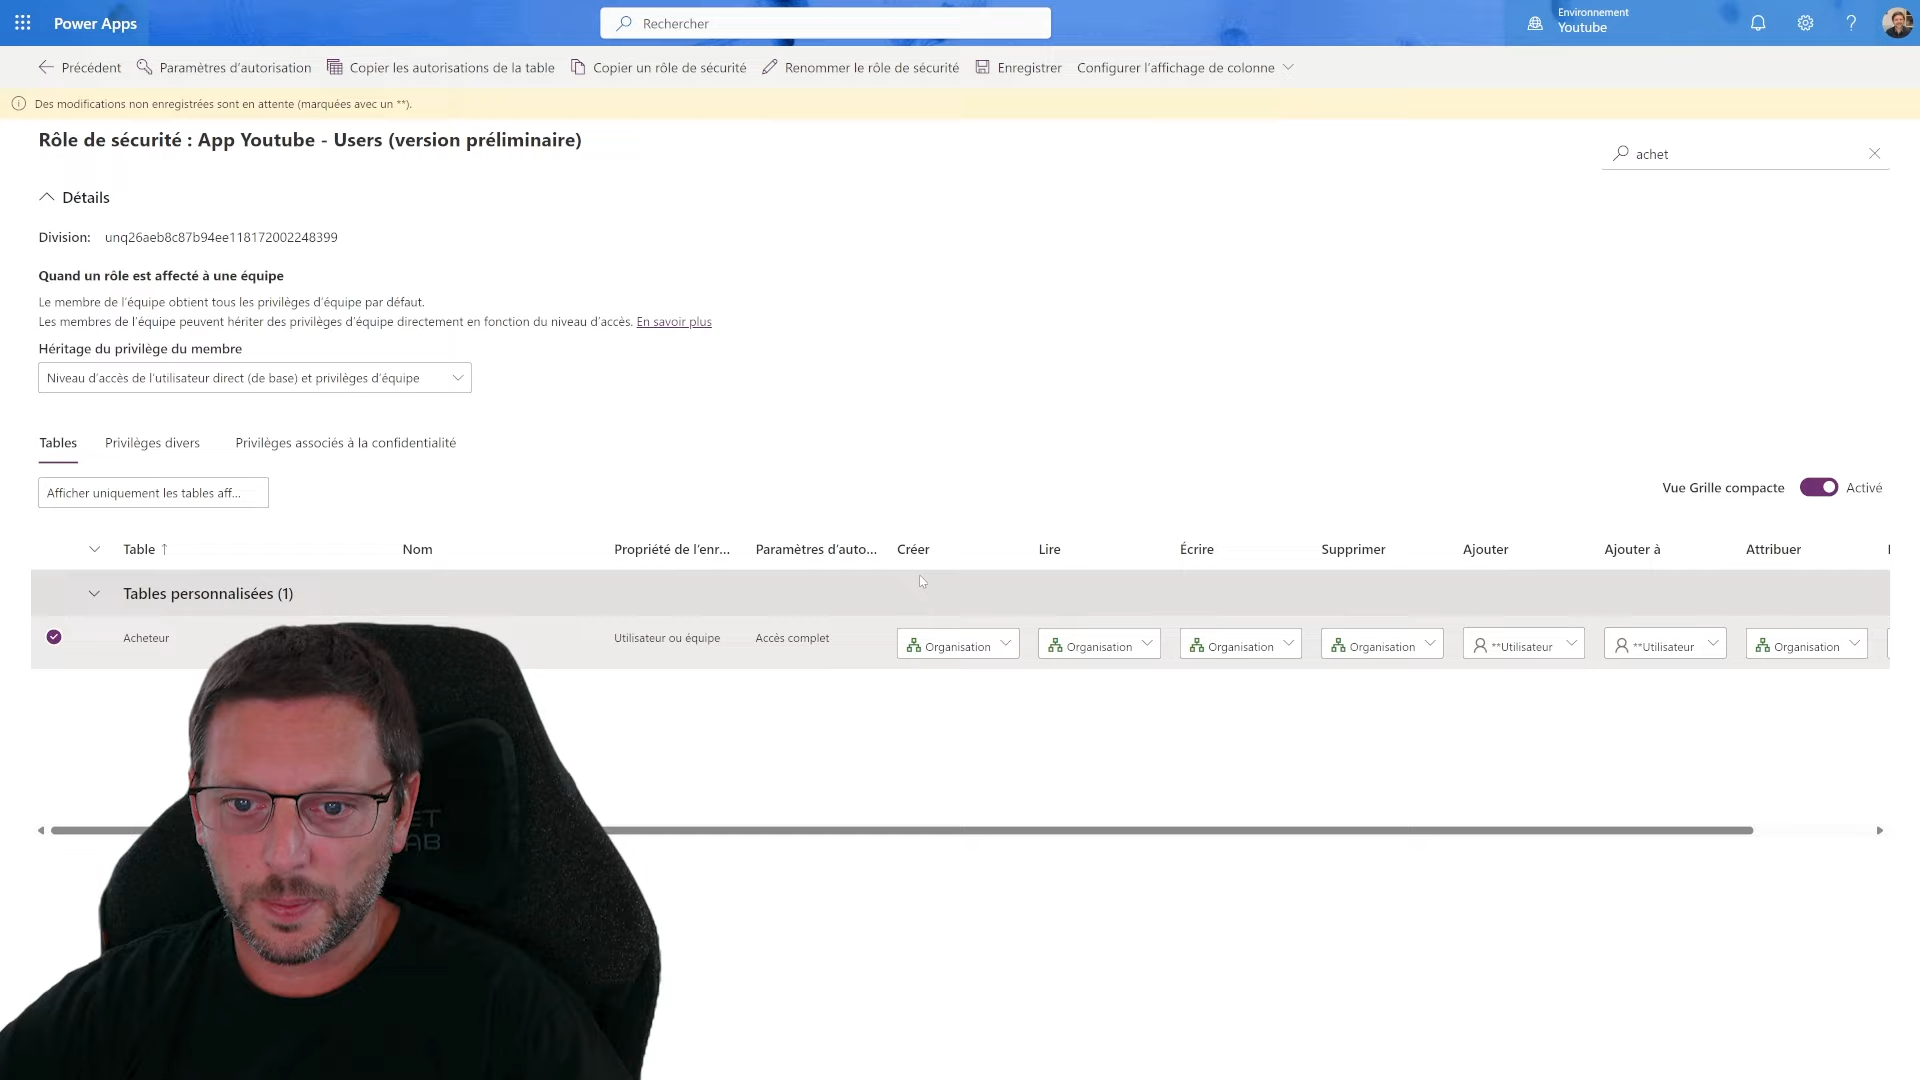 Power Apps
Rechercher
Environnement
Youtube
Précédent
Paramètres d'autorisation
Copier les autorisations de la table
Copier un rôle de sécurité
Renommer le rôle de sécurité
Enregistrer
Configurer l'affichage de colonne
Des modifications non enregistrées sont en attente (marquées avec un **).
Rôle de sécurité : App Youtube - Users (version préliminaire)
achet
Détails
Division: unq26aeb8c87b94ee118172002248399
Quand un rôle est affecté à une équipe
Le membre de l'équipe obtient tous les privilèges d'équipe par défaut.
Les membres de l'équipe peuvent hériter des privilèges d'équipe directement en fonction du niveau d'accès. En savoir plus
Héritage du privilège du membre
Niveau d'accès de l'utilisateur direct (de base) et privilèges d'équipe
Tables
Privilèges divers
Privilèges associés à la confidentialité
Afficher uniquement les tables aff...
Vue Grille compacte
Activé
Table ↑
Nom
Propriété de l'enr...
Paramètres d'auto...
Créer
Lire
Écrire
Supprimer
Ajouter
Ajouter à
Attribuer
Tables personnalisées (1)
Acheteur
Utilisateur ou équipe
Accès complet
Organisation
Organisation
Organisation
Organisation
**Utilisateur
**Utilisateur
Organisation